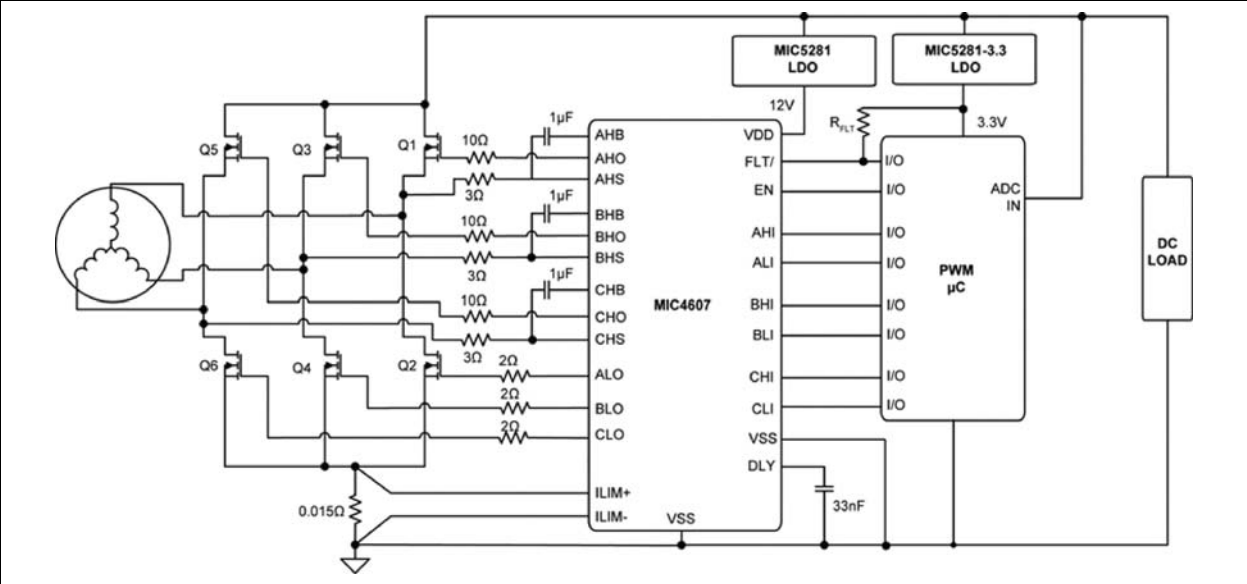 MIC5281
LDO
MIC5281-3.3
LDO
12V
3.3V
RFLT
1µF
10Ω
3Ω
1µF
10Ω
3Ω
1µF
10Ω
3Ω
2Ω
2Ω
2Ω
Q5
Q3
Q1
Q6
Q4
Q2
0.015Ω
AHB
AHO
AHS
BHB
BHO
BHS
CHB
CHO
CHS
ALO
BLO
CLO
ILIM+
ILIM-
MIC4607
VSS
VDD
FLT/
EN
AHI
ALI
BHI
BLI
CHI
CLI
VSS
DLY
33nF
I/O
I/O
I/O
I/O
I/O
I/O
I/O
I/O
ADC
IN
PWM
µC
DC
LOAD